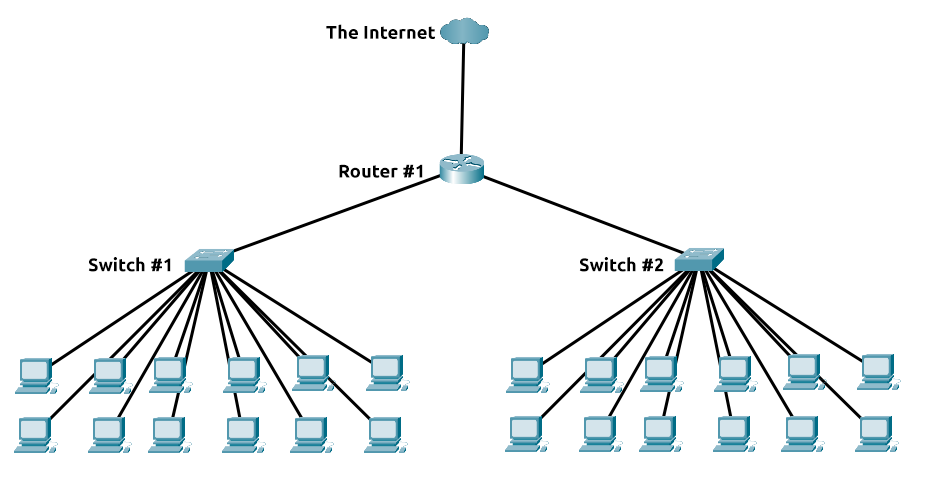 The Internet
Router #1
Switch #1
Switch #2